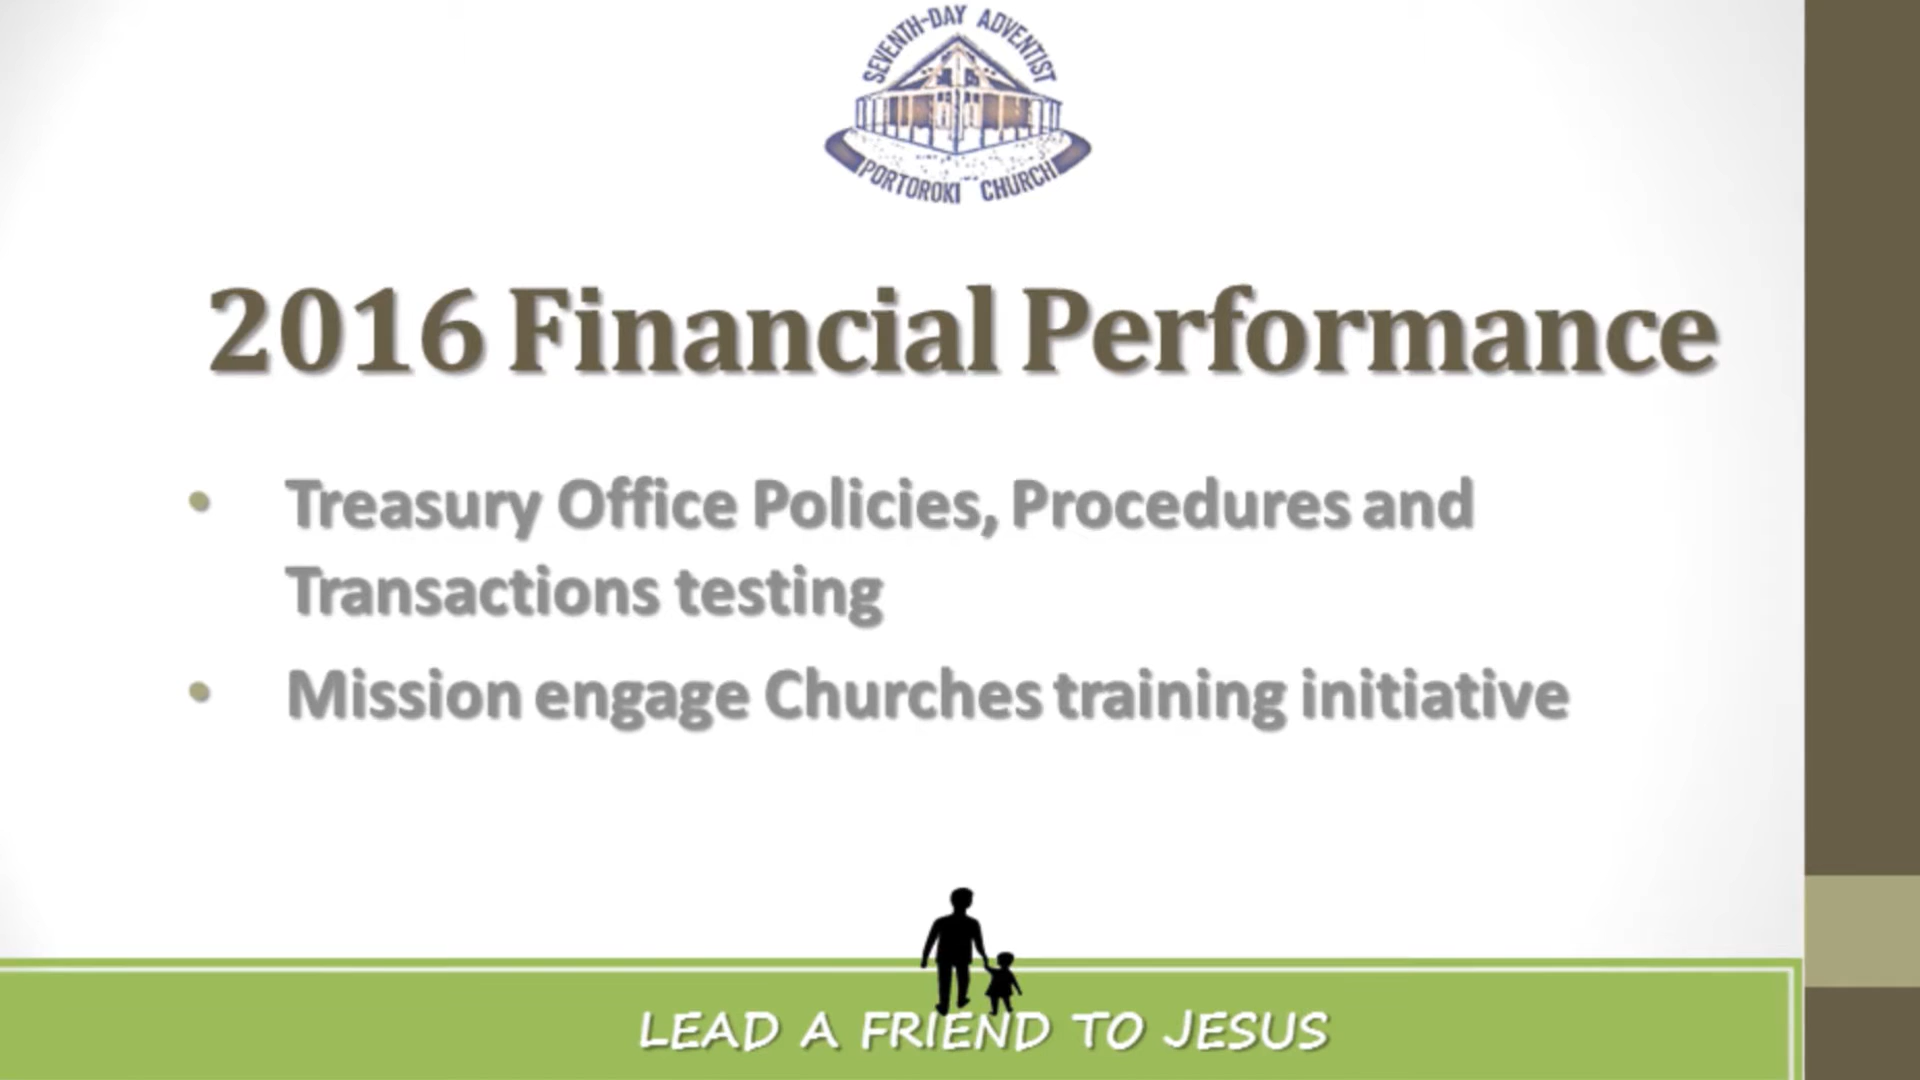 SEVENTH-DAY ADVENTIST
PORTOROKI CHURCH
2016 Financial Performance
• Treasury Office Policies, Procedures and
Transactions testing
• Mission engage Churches training initiative
LEAD A FRIEND TO JESUS